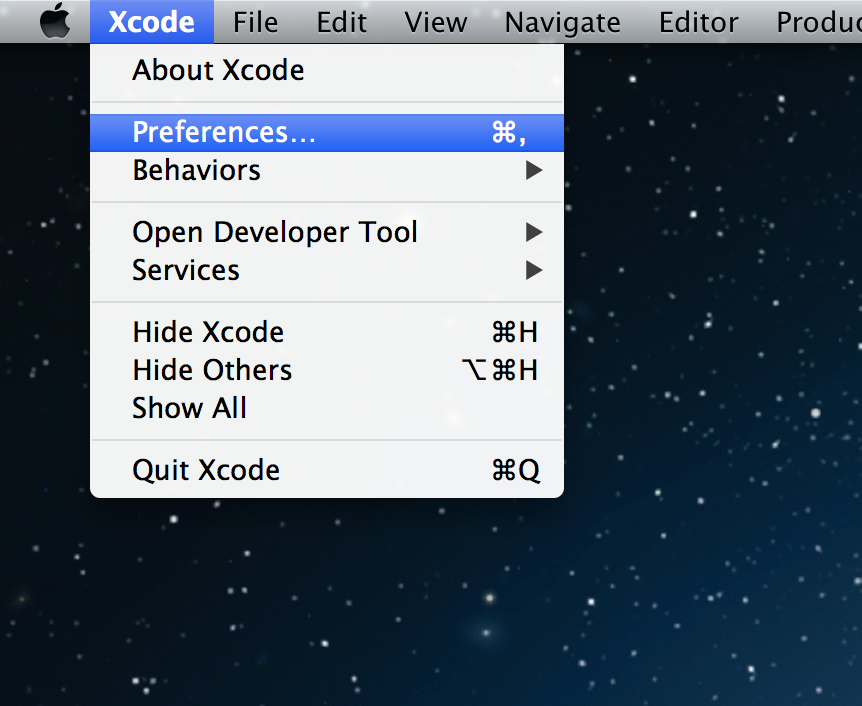 Xcode File Edit View Navigate Editor Produc
About Xcode
Preferences… ⌘,
Behaviors ▶
Open Developer Tool ▶
Services ▶
Hide Xcode ⌘H
Hide Others ⌥⌘H
Show All
Quit Xcode ⌘Q